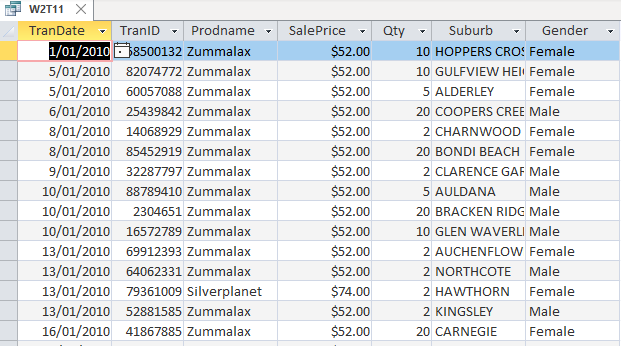 W2T11
TranDate TranID Prodname SalePrice Qty Suburb Gender
1/01/2010 58500132 Zummalax $52.00 10 HOPPERS CROS Female
5/01/2010 82074772 Zummalax $52.00 10 GULFVIEW HEI Female
5/01/2010 60057088 Zummalax $52.00 5 ALDERLEY Female
6/01/2010 25439842 Zummalax $52.00 20 COOPERS CREE Male
8/01/2010 14068929 Zummalax $52.00 2 CHARNWOOD Female
8/01/2010 85452919 Zummalax $52.00 20 BONDI BEACH Female
9/01/2010 32287797 Zummalax $52.00 2 CLARENCE GAR Male
10/01/2010 88789410 Zummalax $52.00 5 AULDANA Male
10/01/2010 2304651 Zummalax $52.00 20 BRACKEN RIDG Male
10/01/2010 16572789 Zummalax $52.00 10 GLEN WAVERLI Male
13/01/2010 69912393 Zummalax $52.00 2 AUCHENFLOW Female
13/01/2010 64062331 Zummalax $52.00 2 NORTHCOTE Male
13/01/2010 79361009 Silverplanet $74.00 2 HAWTHORN Female
13/01/2010 52881585 Zummalax $52.00 2 KINGSLEY Male
16/01/2010 41867885 Zummalax $52.00 20 CARNEGIE Female